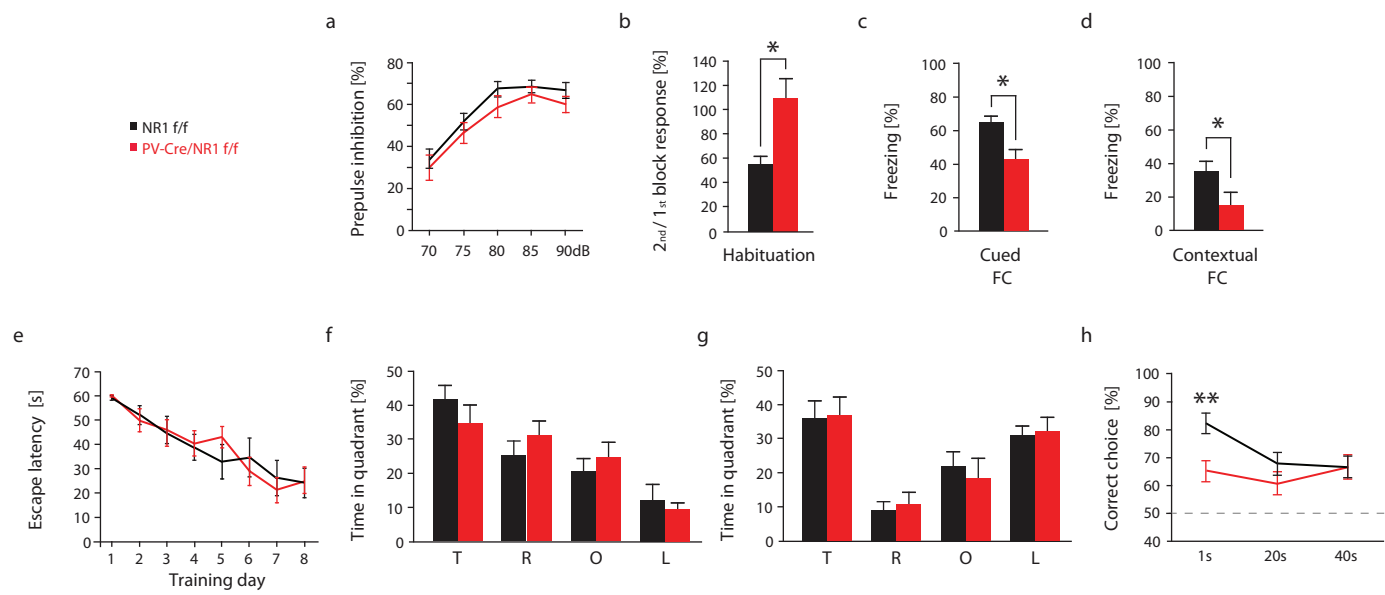 a
b
c
d
NR1 f/f
PV-Cre/NR1 f/f
Prepulse inhibition [%]
80
60
40
20
0
70 75 80 85 90dB
2nd / 1st block response [%]
140
120
100
80
60
40
20
0
*
Habituation
Freezing [%]
100
80
60
40
20
0
*
Cued
FC
Freezing [%]
100
80
60
40
20
0
*
Contextual
FC
e
f
g
h
Escape latency [s]
70
60
50
40
30
20
10
0
1 2 3 4 5 6 7 8
Training day
Time in quadrant [%]
50
40
30
20
10
0
T R O L
Time in quadrant [%]
50
40
30
20
10
0
T R O L
Correct choice [%]
100
90
80
70
60
50
40
**
1s 20s 40s